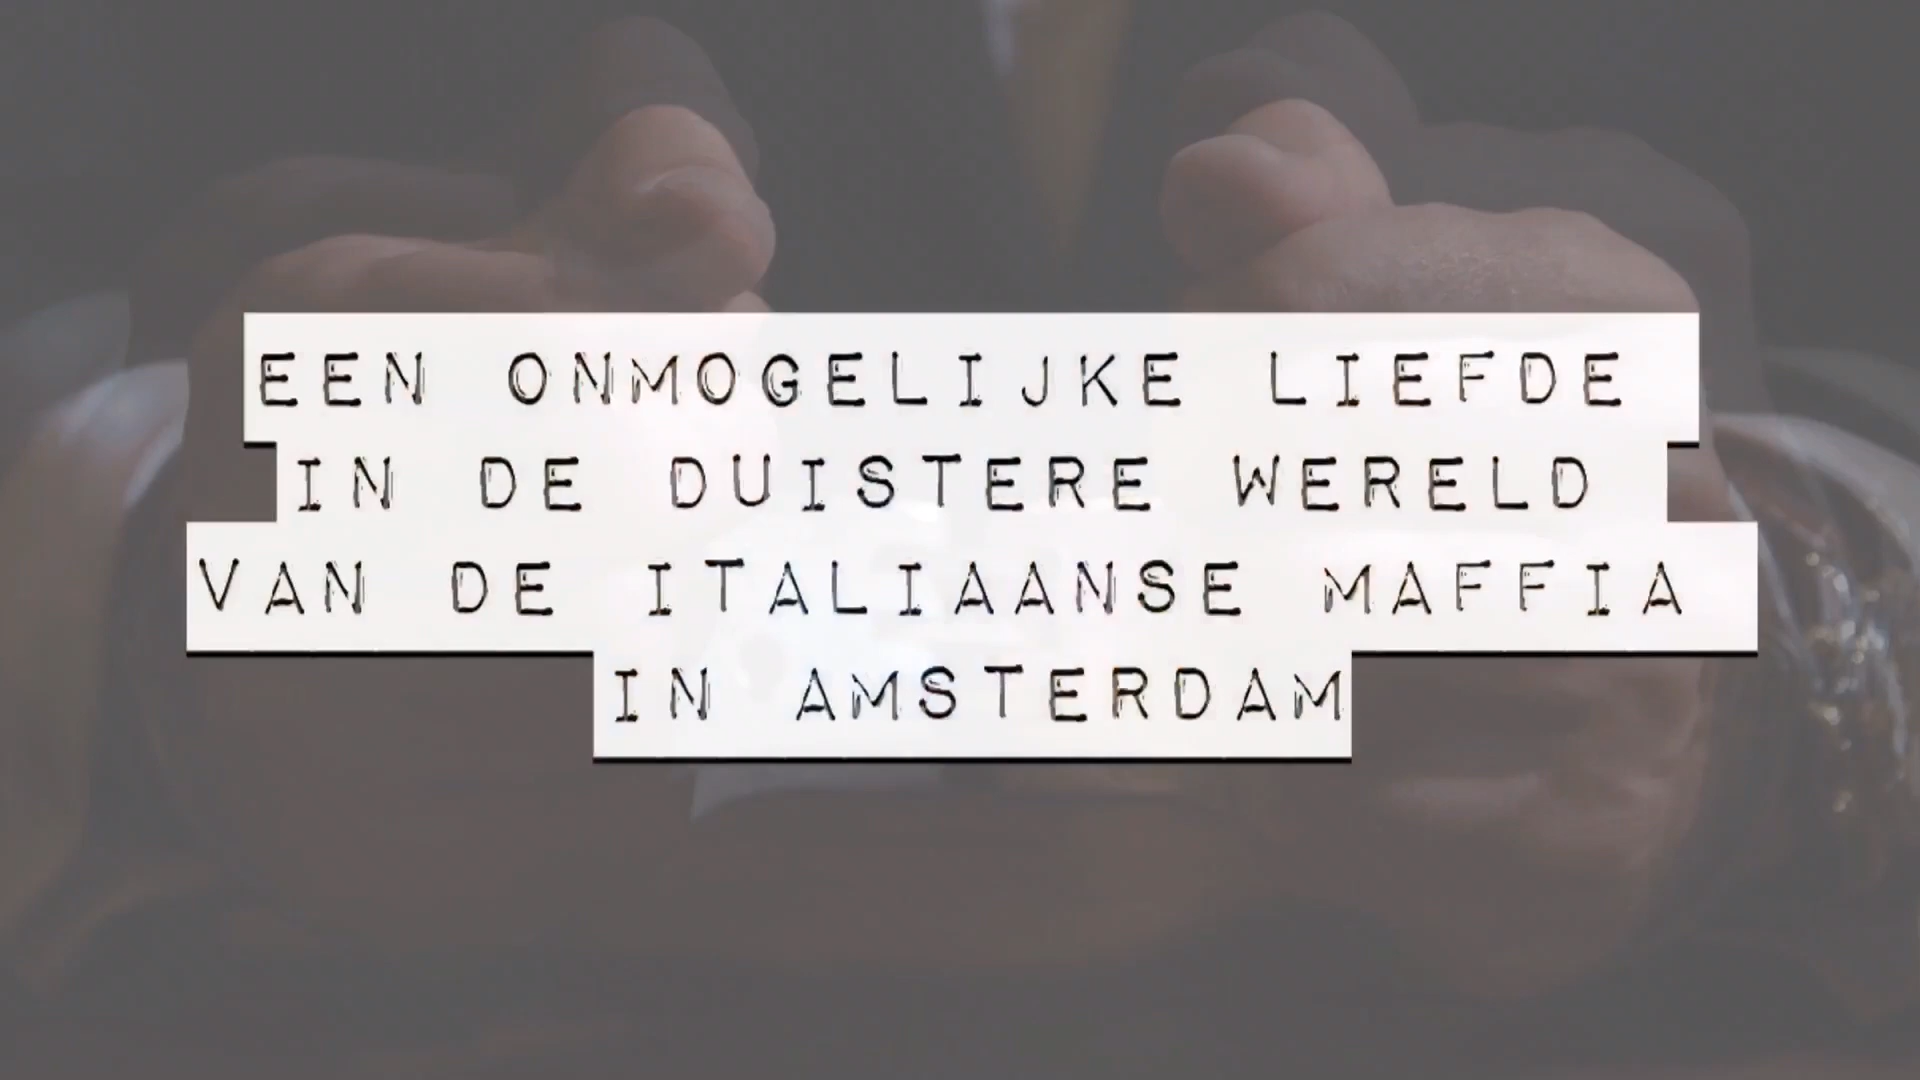 EEN ONMOGELIJKE LIEFDE
IN DE DUISTERE WERELD
VAN DE ITALIAANSE MAFFIA
IN AMSTERDAM